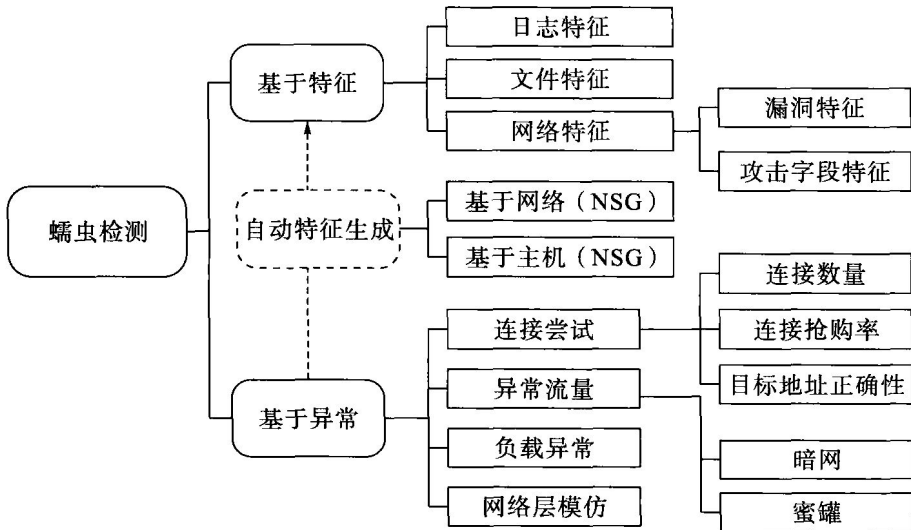 日志特征
基于特征
文件特征
漏洞特征
网络特征
攻击字段特征
基于网络（NSG）
蠕虫检测
自动特征生成
基于主机（NSG）
连接数量
连接尝试
连接抢购率
异常流量
目标地址正确性
基于异常
负载异常
暗网
网络层模仿
蜜罐